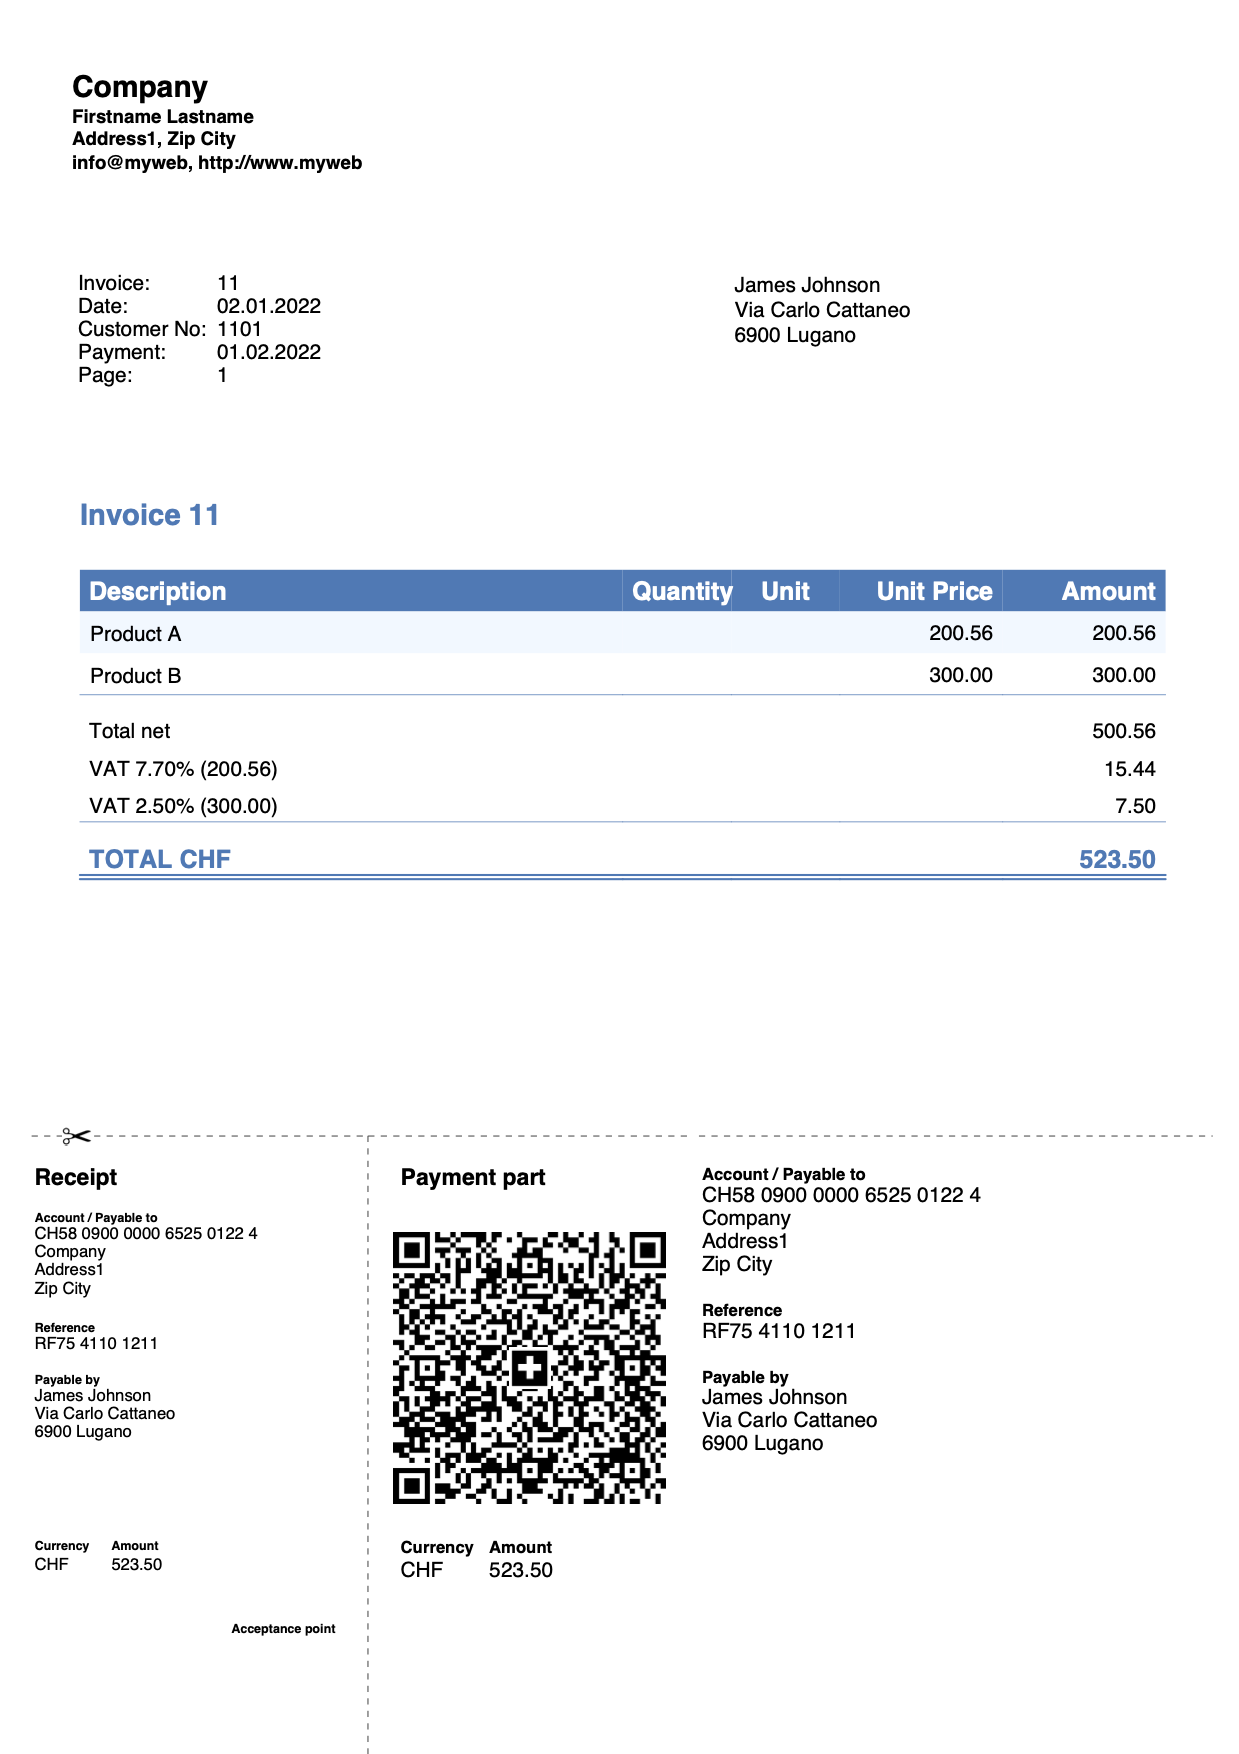 Company
Firstname Lastname
Address1, Zip City
info@myweb, http://www.myweb
Invoice: 11
Date: 02.01.2022
Customer No: 1101
Payment: 01.02.2022
Page: 1
James Johnson
Via Carlo Cattaneo
6900 Lugano
Invoice 11
Description Quantity Unit Unit Price Amount
Product A 200.56 200.56
Product B 300.00 300.00
Total net 500.56
VAT 7.70% (200.56) 15.44
VAT 2.50% (300.00) 7.50
TOTAL CHF 523.50
Receipt
Account / Payable to
CH58 0900 0000 6525 0122 4
Company
Address1
Zip City
Reference
RF75 4110 1211
Payable by
James Johnson
Via Carlo Cattaneo
6900 Lugano
Currency Amount
CHF 523.50
Acceptance point
Payment part
Currency Amount
CHF 523.50
Account / Payable to
CH58 0900 0000 6525 0122 4
Company
Address1
Zip City
Reference
RF75 4110 1211
Payable by
James Johnson
Via Carlo Cattaneo
6900 Lugano